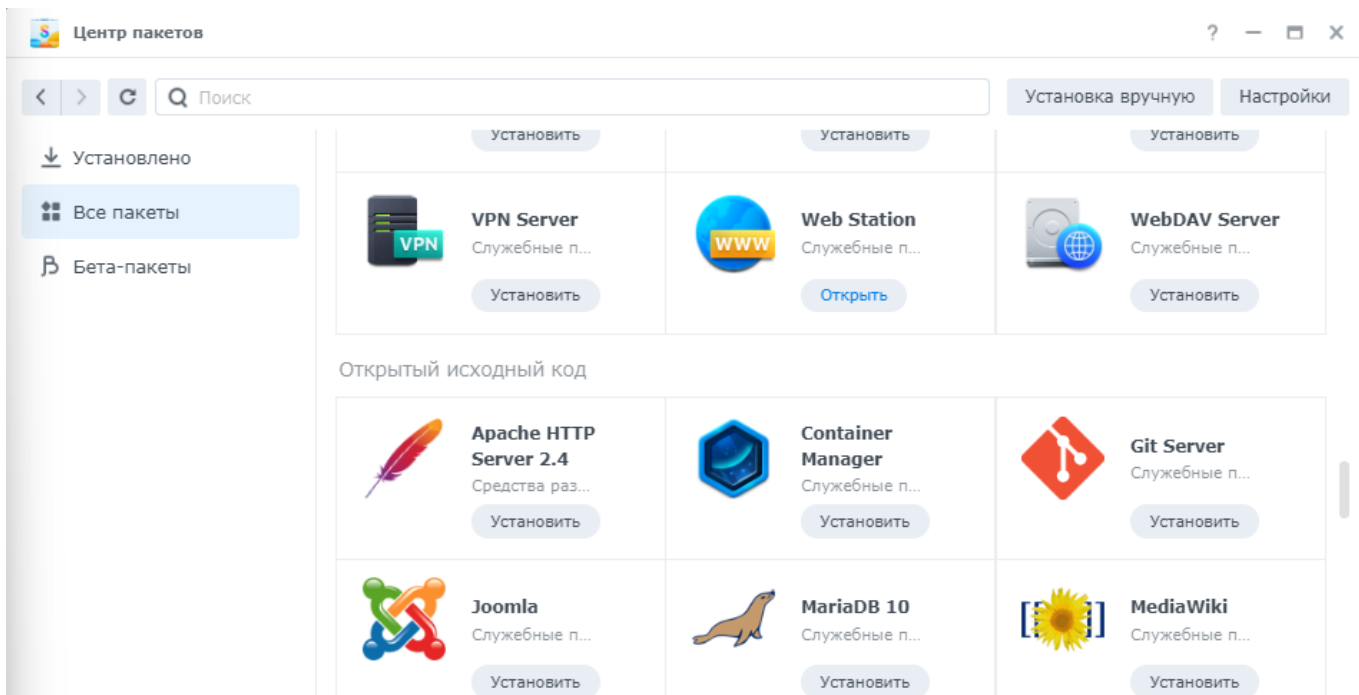 Центр пакетов
Поиск
Установка вручную
Настройки
Установлено
Все пакеты
Бета-пакеты
Установить
Установить
Установить
VPN
VPN Server
Служебные п...
Установить
WWW
Web Station
Служебные п...
Открыть
WebDAV Server
Служебные п...
Установить
Открытый исходный код
Apache HTTP
Server 2.4
Средства раз...
Установить
Container
Manager
Служебные п...
Установить
Git Server
Служебные п...
Установить
Joomla
Служебные п...
Установить
MariaDB 10
Служебные п...
Установить
MediaWiki
Служебные п...
Установить